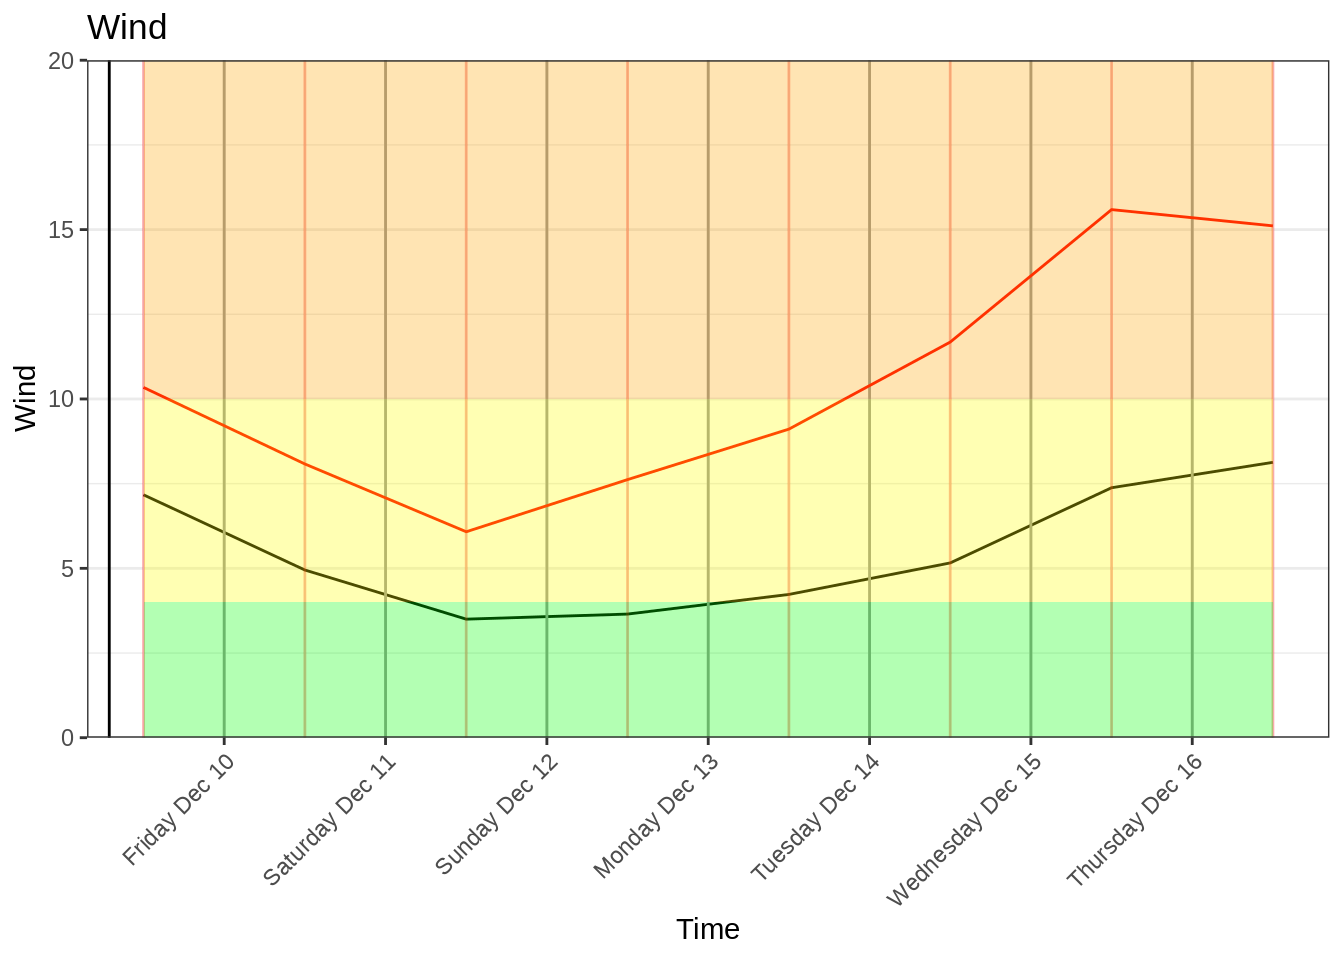 Wind
20
15
10
5
0
Wind
Friday Dec 10
Saturday Dec 11
Sunday Dec 12
Monday Dec 13
Tuesday Dec 14
Wednesday Dec 15
Thursday Dec 16
Time